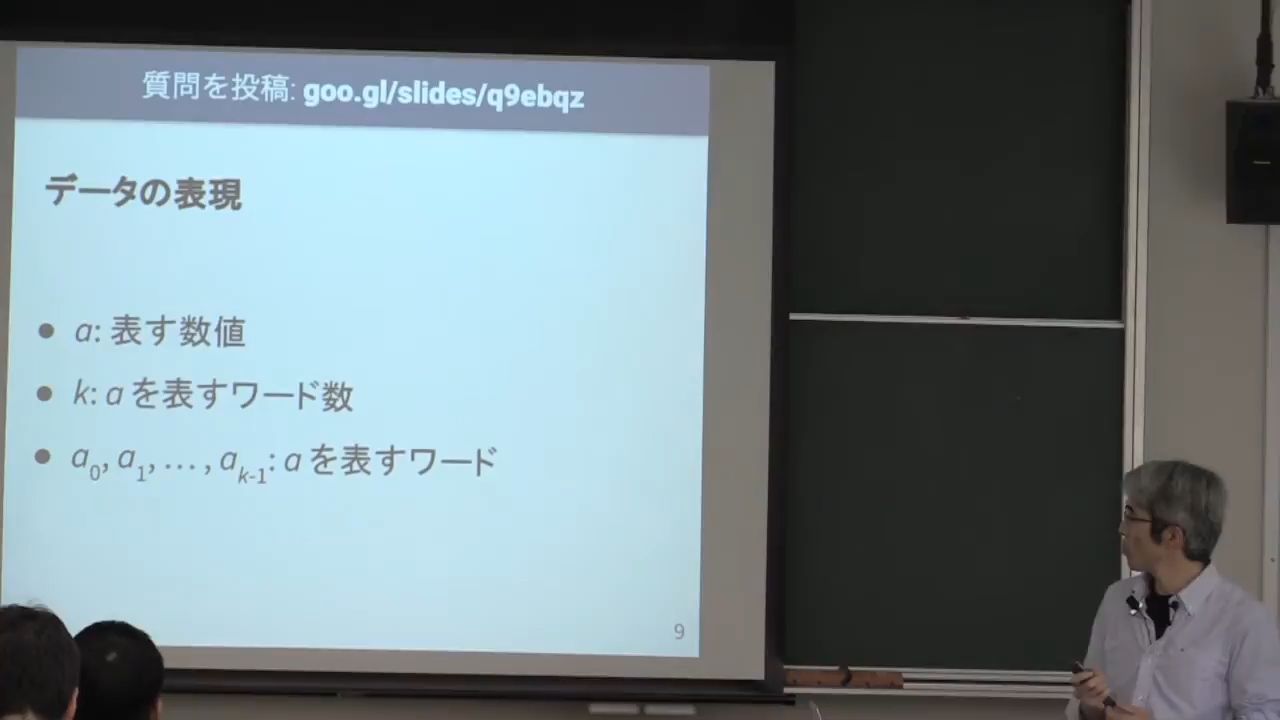 質問を投稿: goo.gl/slides/q9ebqz
データの表現
● a: 表す数値
● k: a を表すワード数
● a0, a1, ... , ak-1: a を表すワード
9